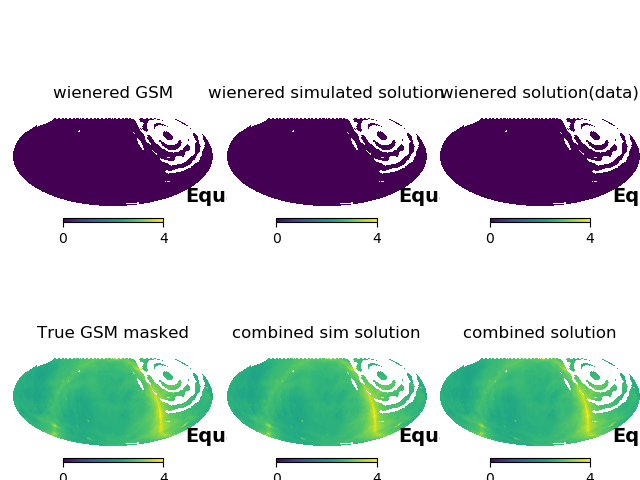 wienered GSM wienered simulated solution wienered solution(data)
Equ Equ Eq
0 4 0 4 0 4
True GSM masked combined sim solution combined solution
Equ Equ Eq
0 4 0 4 0 4